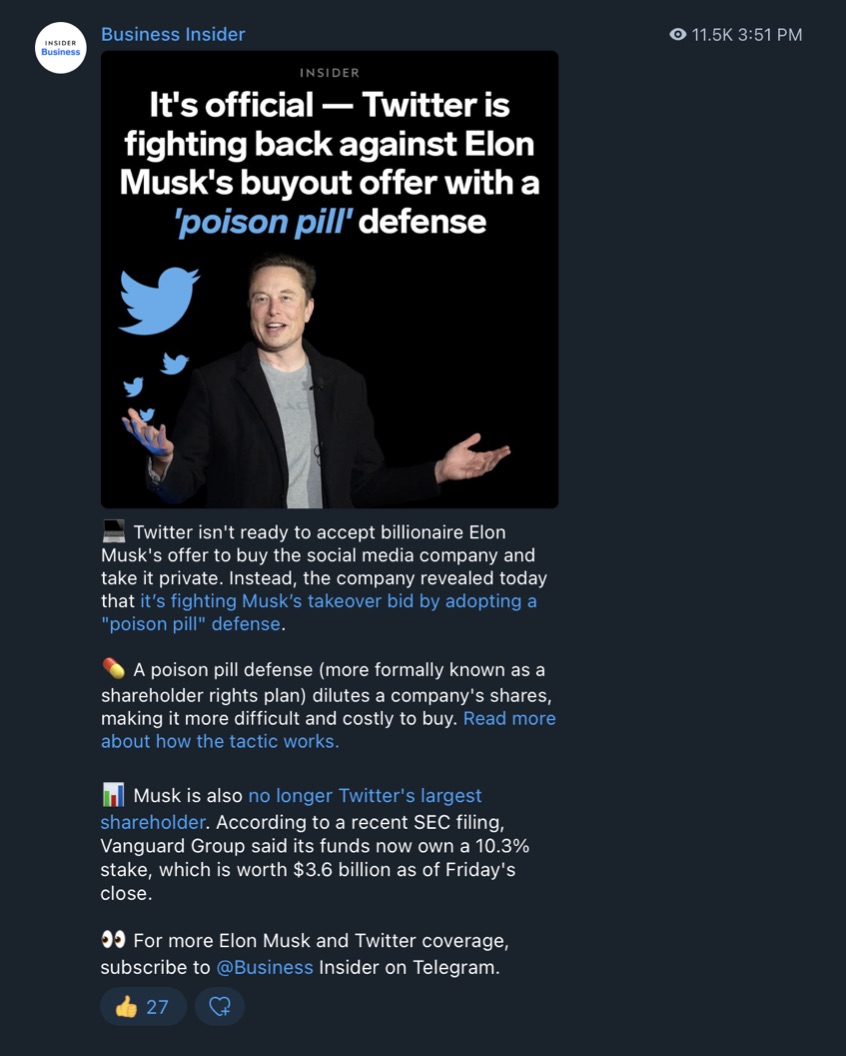 INSIDER
Business
Business Insider
11.5K 3:51 PM
INSIDER
It's official — Twitter is
fighting back against Elon
Musk's buyout offer with a
'poison pill' defense
💻 Twitter isn't ready to accept billionaire Elon
Musk's offer to buy the social media company and
take it private. Instead, the company revealed today
that it’s fighting Musk’s takeover bid by adopting a
"poison pill" defense.
💊 A poison pill defense (more formally known as a
shareholder rights plan) dilutes a company's shares,
making it more difficult and costly to buy. Read more
about how the tactic works.
📊 Musk is also no longer Twitter's largest
shareholder. According to a recent SEC filing,
Vanguard Group said its funds now own a 10.3%
stake, which is worth $3.6 billion as of Friday's
close.
👀 For more Elon Musk and Twitter coverage,
subscribe to @Business Insider on Telegram.
👍 27